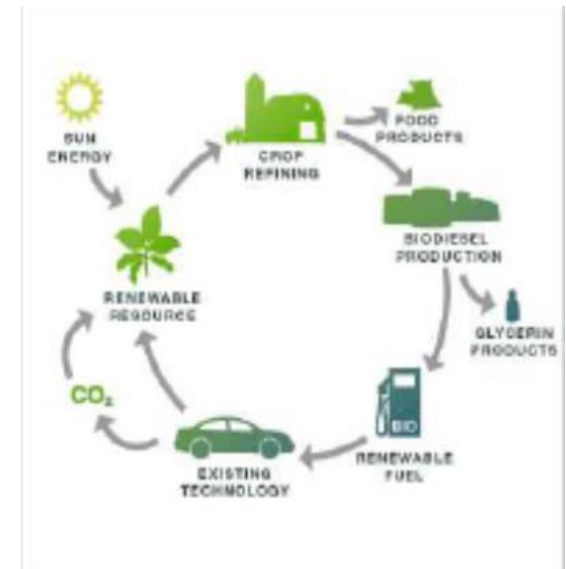 SUN
ENERGY
CROP
REFINING
FOOD
PRODUCTS
BIODIESEL
PRODUCTION
GLYCERIN
PRODUCTS
RENEWABLE
FUEL
BIO
EXISTING
TECHNOLOGY
CO₂
RENEWABLE
RESOURCE